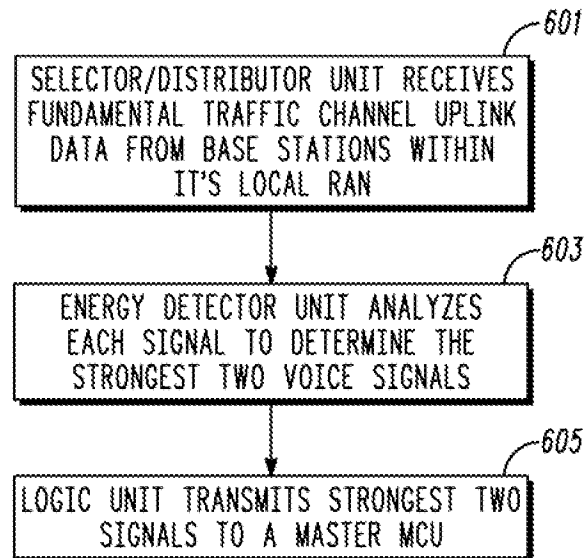 601
SELECTOR/DISTRIBUTOR UNIT RECEIVES
FUNDAMENTAL TRAFFIC CHANNEL UPLINK
DATA FROM BASE STATIONS WITHIN
IT'S LOCAL RAN
603
ENERGY DETECTOR UNIT ANALYZES
EACH SIGNAL TO DETERMINE THE
STRONGEST TWO VOICE SIGNALS
605
LOGIC UNIT TRANSMITS STRONGEST TWO
SIGNALS TO A MASTER MCU